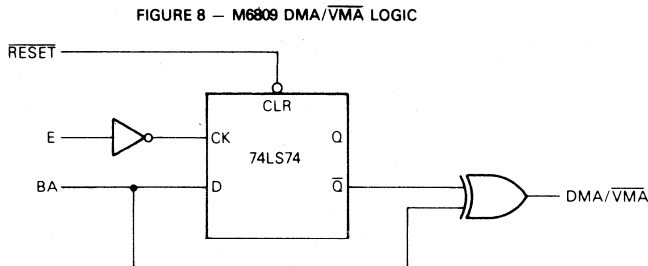 FIGURE 8 — M6809 DMA/VMA LOGIC
RESET
CLR
E
CK
Q
74LS74
BA
D
Q
DMA/VMA